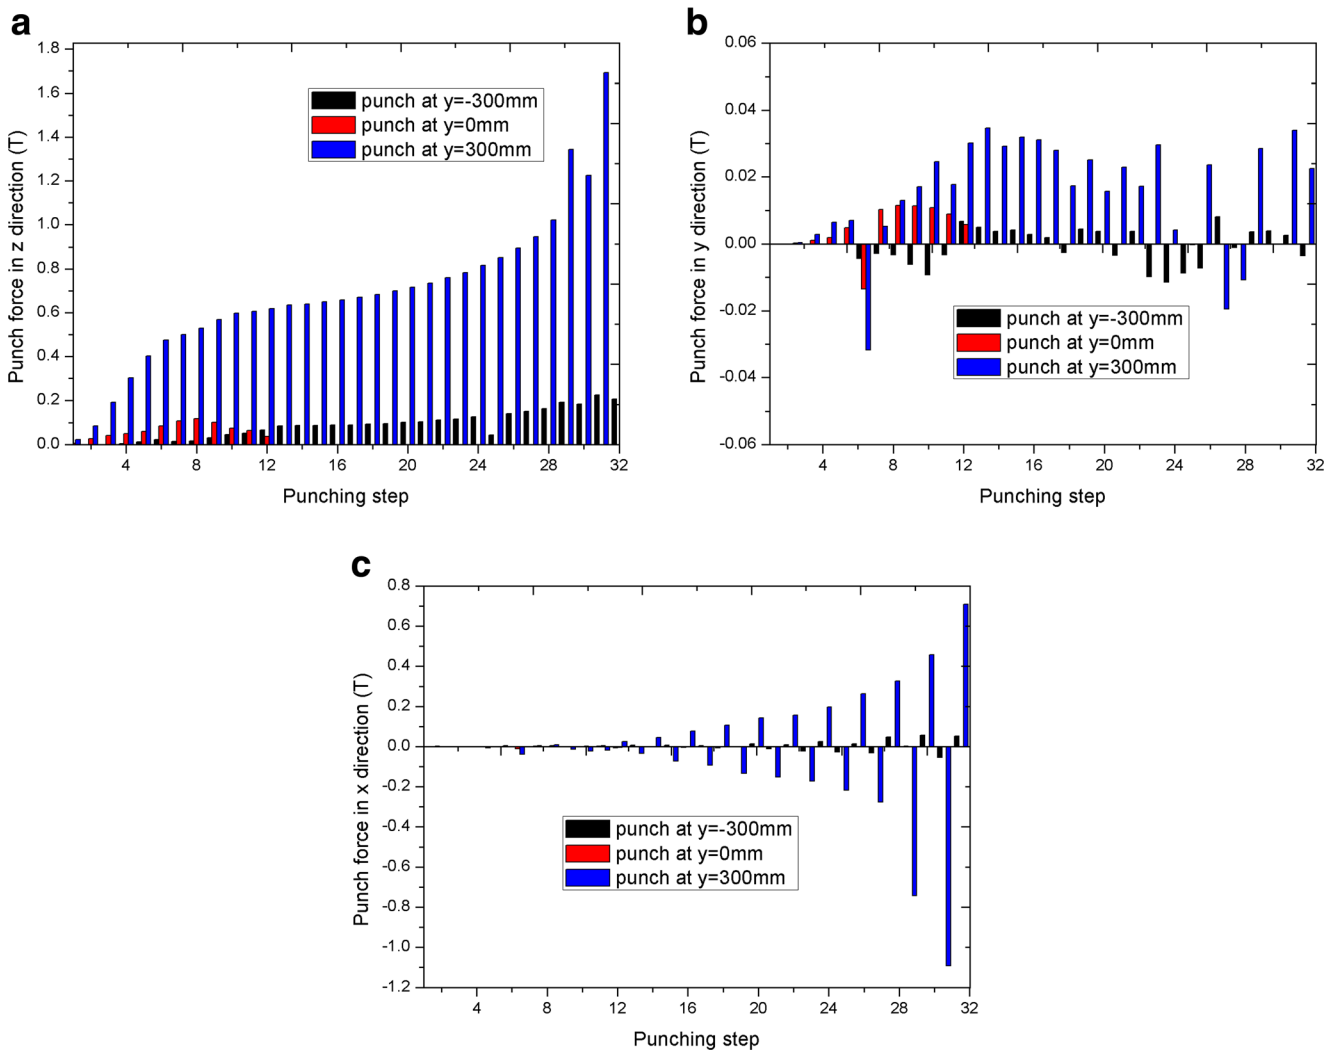 a
1.8
1.6
1.4
1.2
1.0
0.8
0.6
0.4
0.2
0.0
Punch force in z direction (T)
punch at y=-300mm
punch at y=0mm
punch at y=300mm
4 8 12 16 20 24 28 32
Punching step
b
0.06
0.04
0.02
0.00
-0.02
-0.04
-0.06
Punch force in y direction (T)
punch at y=-300mm
punch at y=0mm
punch at y=300mm
4 8 12 16 20 24 28 32
Punching step
c
0.8
0.6
0.4
0.2
0.0
-0.2
-0.4
-0.6
-0.8
-1.0
-1.2
Punch force in x direction (T)
punch at y=-300mm
punch at y=0mm
punch at y=300mm
4 8 12 16 20 24 28 32
Punching step